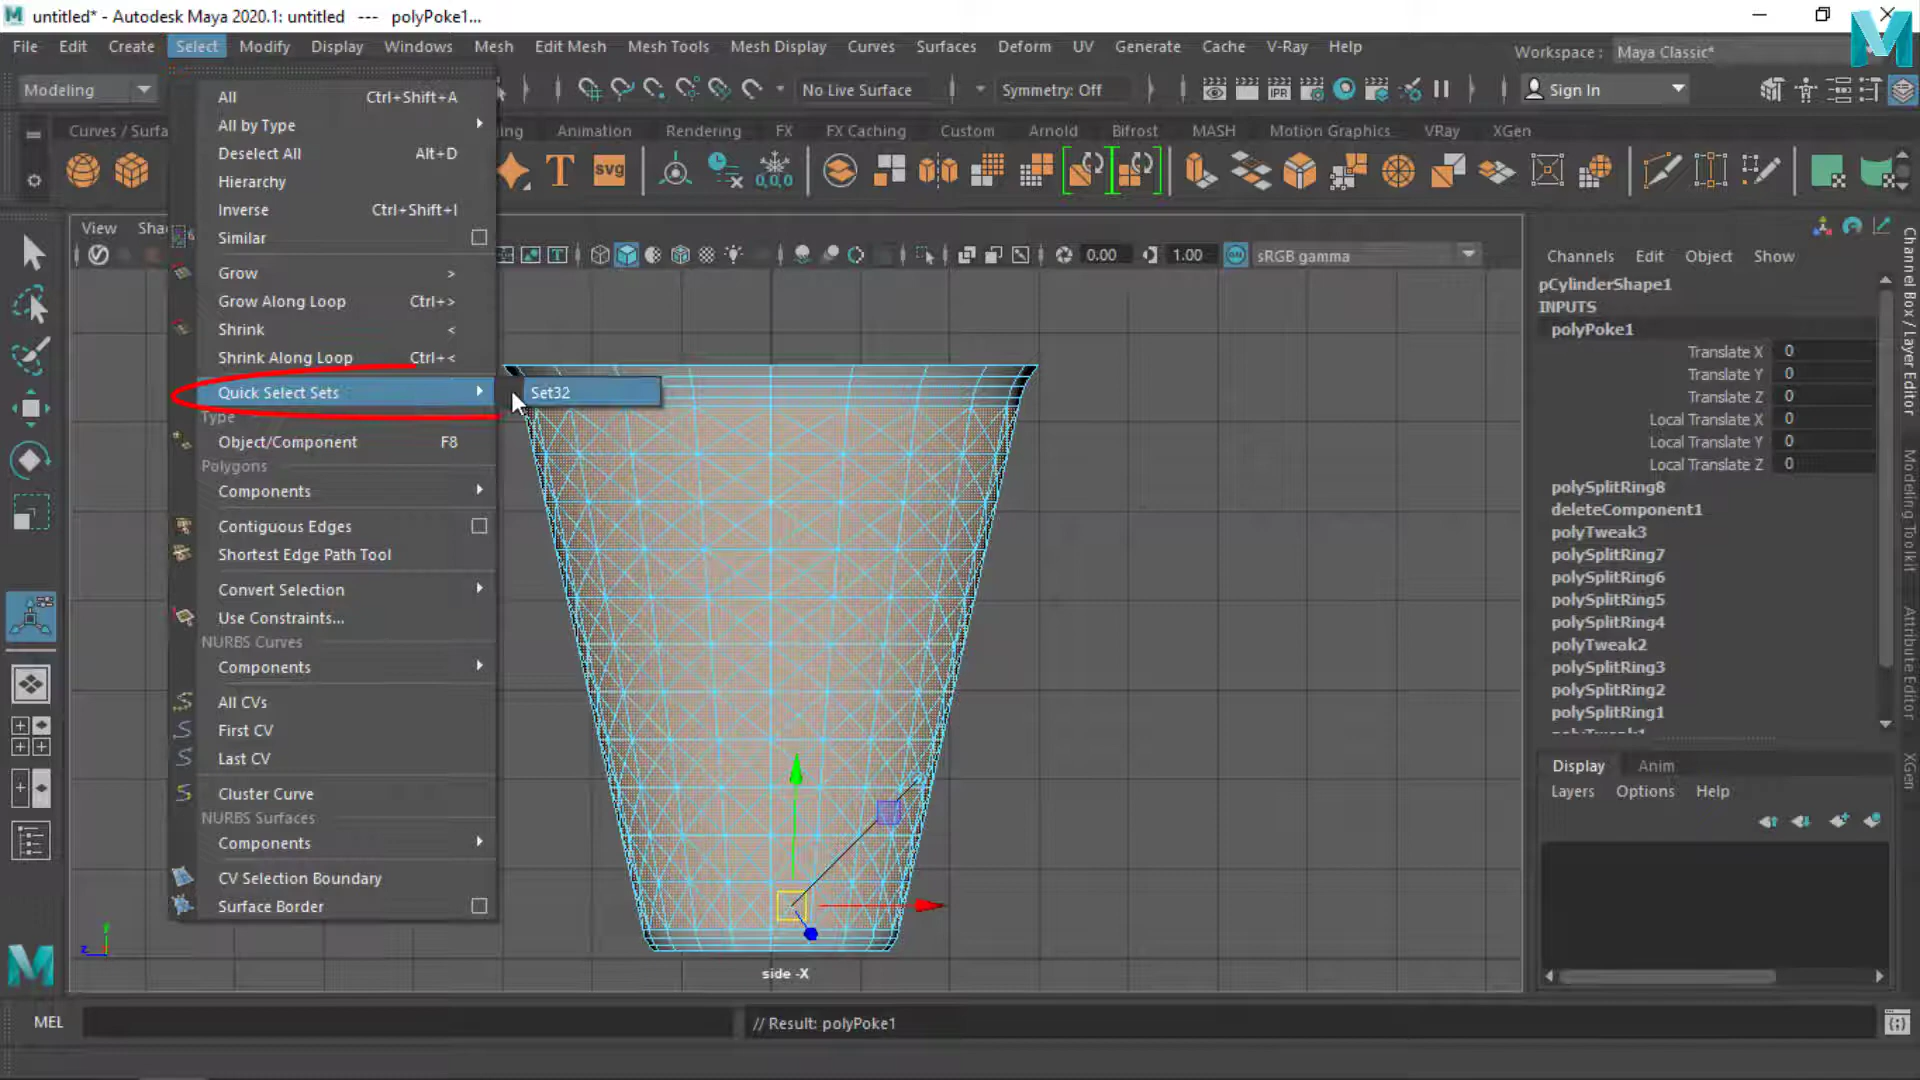 untitled* - Autodesk Maya 2020.1: untitled --- polyPoke1...
File Edit Create Select Modify Display Windows Mesh Edit Mesh Mesh Tools Mesh Display Curves Surfaces Deform UV Generate Cache V-Ray Help
Workspace : Maya Classic*
Modeling
No Live Surface
Symmetry: Off
IPR
Sign In
Curves / Surfa
Animation Rendering FX FX Caching Custom Arnold Bifrost MASH Motion Graphics VRay XGen
T
SVG
0,0,0
View Sha
0.00
1.00
ON
sRGB gamma
All Ctrl+Shift+A
All by Type
Deselect All Alt+D
Hierarchy
Inverse Ctrl+Shift+I
Similar
Grow >
Grow Along Loop Ctrl+>
Shrink <
Shrink Along Loop Ctrl+<
Quick Select Sets
Set32
Type
Object/Component F8
Polygons
Components
Contiguous Edges
Shortest Edge Path Tool
Convert Selection
Use Constraints...
NURBS Curves
Components
All CVs
First CV
Last CV
Cluster Curve
NURBS Surfaces
Components
CV Selection Boundary
Surface Border
side -X
z
Channels Edit Object Show
pCylinderShape1
INPUTS
polyPoke1
Translate X 0
Translate Y 0
Translate Z 0
Local Translate X 0
Local Translate Y 0
Local Translate Z 0
polySplitRing8
deleteComponent1
polyTweak3
polySplitRing7
polySplitRing6
polySplitRing5
polySplitRing4
polyTweak2
polySplitRing3
polySplitRing2
polySplitRing1
polyTweak1
Display Anim
Layers Options Help
Channel Box / Layer Editor
Modeling Toolkit
Attribute Editor
XGen
MEL
// Result: polyPoke1